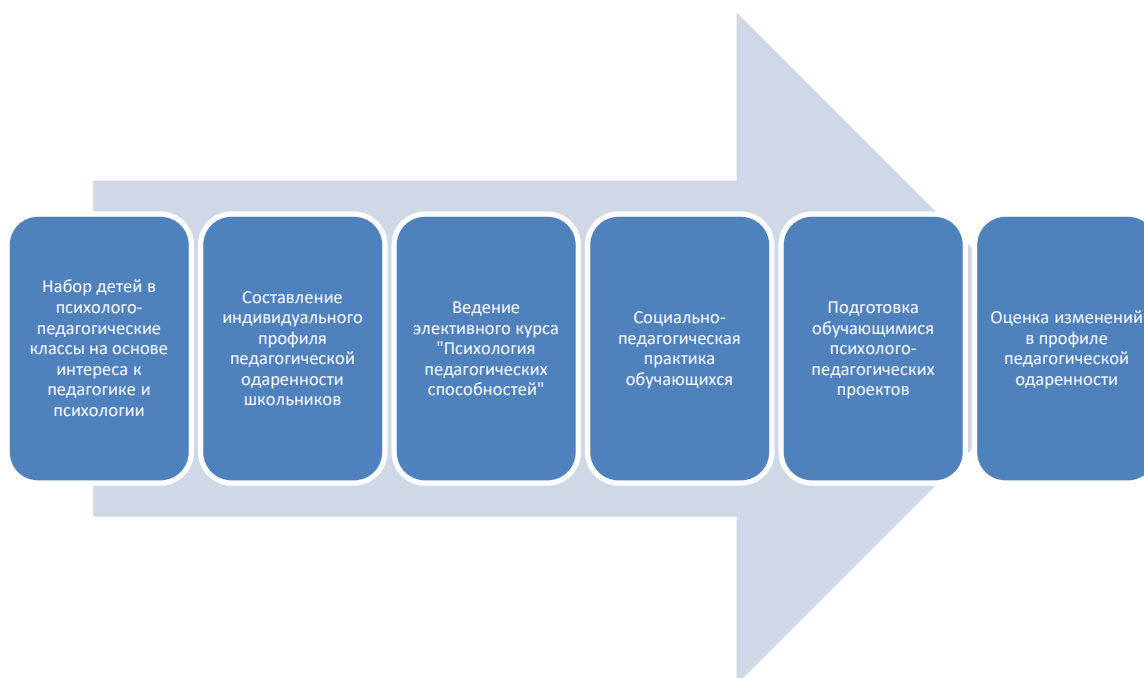 Набор детей в
психолого-
педагогические
классы на основе
интереса к
педагогике и
психологии
Составление
индивидуального
профиля
педагогической
одаренности
школьников
Ведение
элективного курса
"Психология
педагогических
способностей"
Социально-
педагогическая
практика
обучающихся
Подготовка
обучающимися
психолого-
педагогических
проектов
Оценка изменений
в профиле
педагогической
одаренности